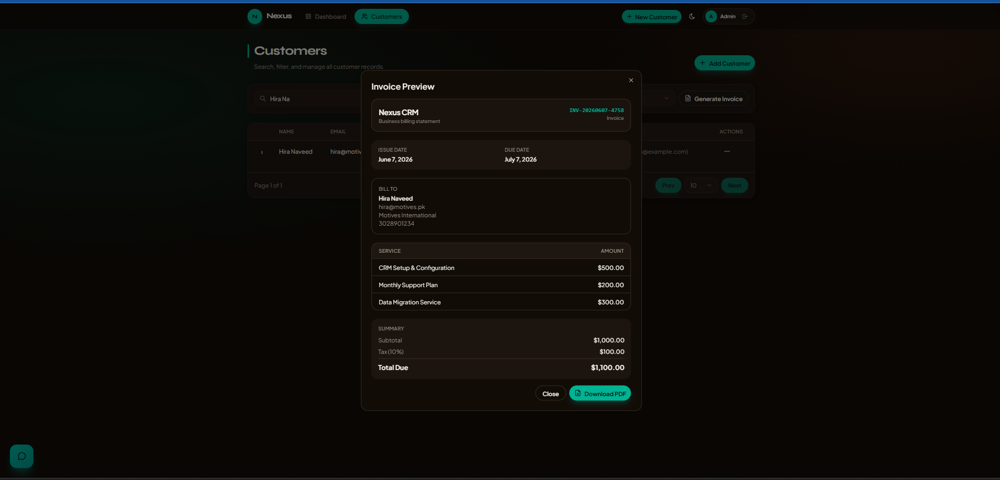 N Nexus Dashboard Customers + New Customer A Admin
Customers
Search, filter, and manage all customer records.
+ Add Customer
Hira Na
Generate Invoice
NAME EMAIL ACTIONS
Hira Naveed hira@motiv @example.com) ...
Page 1 of 1 Prev 10 Next
Invoice Preview
Nexus CRM INV-20260607-4758
Business billing statement Invoice
ISSUE DATE DUE DATE
June 7, 2026 July 7, 2026
BILL TO
Hira Naveed
hira@motives.pk
Motives International
3028901234
SERVICE AMOUNT
CRM Setup & Configuration $500.00
Monthly Support Plan $200.00
Data Migration Service $300.00
SUMMARY
Subtotal $1,000.00
Tax (10%) $100.00
Total Due $1,100.00
Close Download PDF